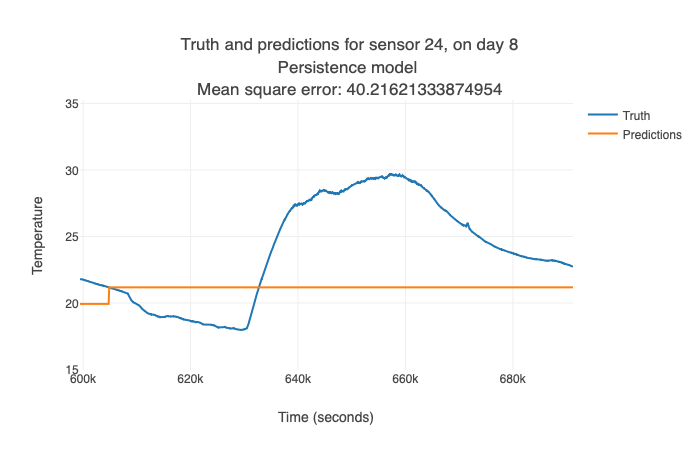 Truth and predictions for sensor 24, on day 8
Persistence model
Mean square error: 40.21621333874954
35
30
25
20
15
Temperature
600k
620k
640k
660k
680k
Time (seconds)
Truth
Predictions